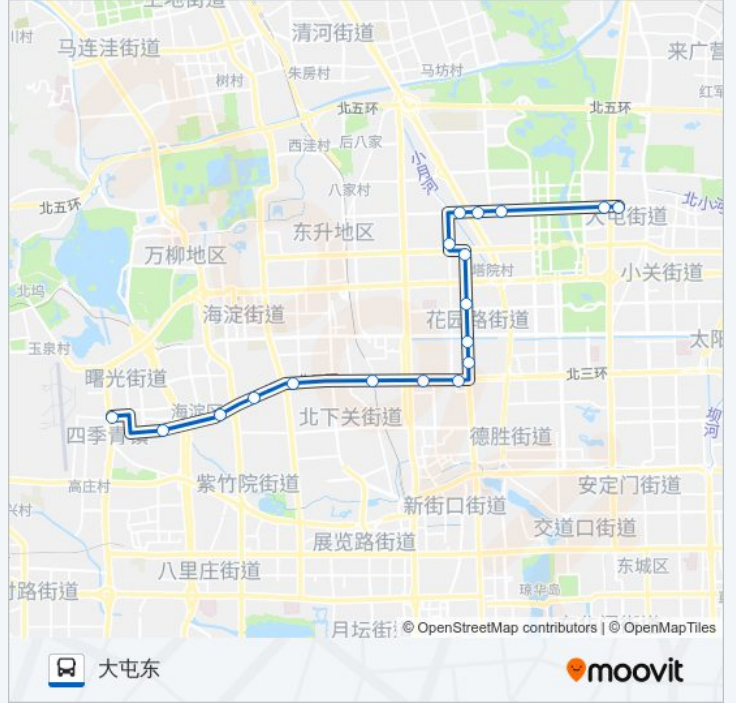 清河街道
马连洼街道
来广营
树村
朱房村
马坊村
北五环
北五环
西洼村
后八家
小月河
八家村
北五环
北小河
大屯街道
东升地区
万柳地区
塔院村
小关街道
北坞
海淀街道
花园路街道
玉泉村
太阳
曙光街道
北三环
海淀区
北下关街道
坝河
四季青镇
德胜街道
高庄村
紫竹院街道
安定门街道
新街口街道
交道口街道
展览路街道
八里庄街道
东城区
琼华岛
月坛街
© OpenStreetMap contributors | © OpenMapTiles
大屯东
moovit